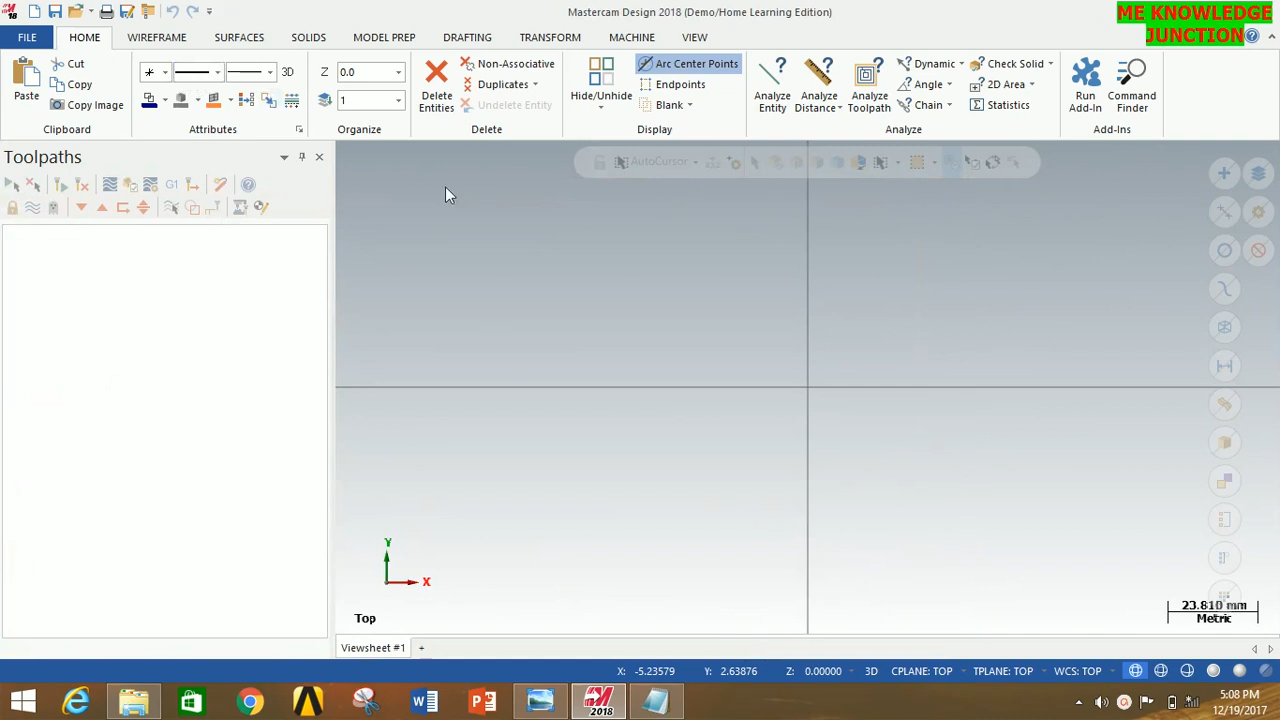 18
Mastercam Design 2018 (Demo/Home Learning Edition)
ME KNOWLEDGE
JUNCTION
FILE HOME WIREFRAME SURFACES SOLIDS MODEL PREP DRAFTING TRANSFORM MACHINE VIEW
Paste
Cut
Copy
Copy Image
Clipboard
3D
Attributes
Z 0.0
1
Organize
Delete
Entities
Non-Associative
Duplicates
Undelete Entity
Delete
Hide/Unhide
Arc Center Points
Endpoints
Blank
Display
Analyze
Entity
Analyze
Distance
Analyze
Toolpath
Dynamic
Angle
Chain
Check Solid
2D Area
Statistics
Analyze
Run
Add-In
Command
Finder
Add-Ins
Toolpaths
G1
AutoCursor
Y
X
Top
23.810 mm
Metric
Viewsheet #1 +
X: -5.23579 Y: 2.63876 Z: 0.00000 3D CPLANE: TOP TPLANE: TOP WCS: TOP
2018
5:08 PM
12/19/2017